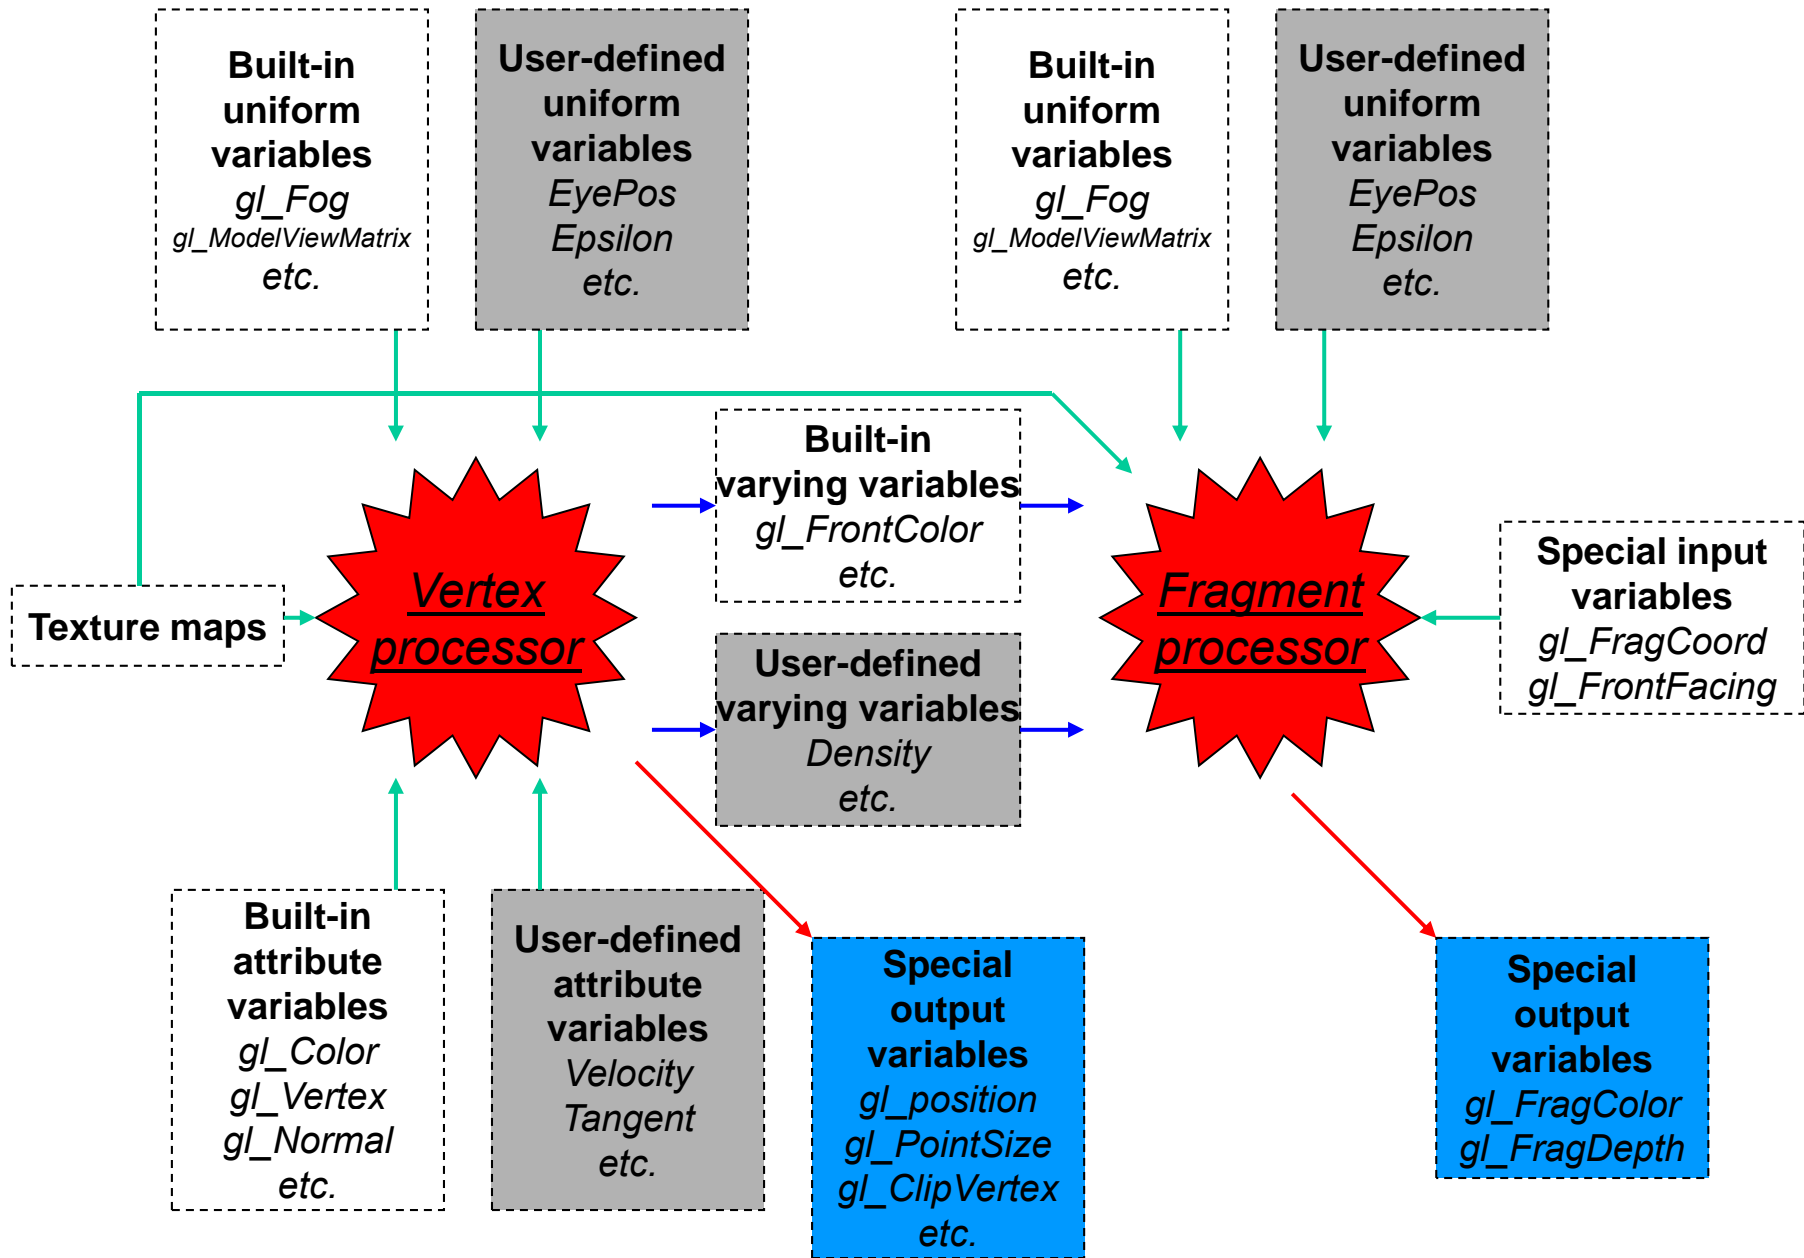 Built-in
uniform
variables
gl_Fog
gl_ModelViewMatrix
etc.
User-defined
uniform
variables
EyePos
Epsilon
etc.
Built-in
uniform
variables
gl_Fog
gl_ModelViewMatrix
etc.
User-defined
uniform
variables
EyePos
Epsilon
etc.
Texture maps
Vertex
processor
Built-in
varying variables
gl_FrontColor
etc.
User-defined
varying variables
Density
etc.
Fragment
processor
Special input
variables
gl_FragCoord
gl_FrontFacing
Built-in
attribute
variables
gl_Color
gl_Vertex
gl_Normal
etc.
User-defined
attribute
variables
Velocity
Tangent
etc.
Special
output
variables
gl_position
gl_PointSize
gl_ClipVertex
etc.
Special
output
variables
gl_FragColor
gl_FragDepth